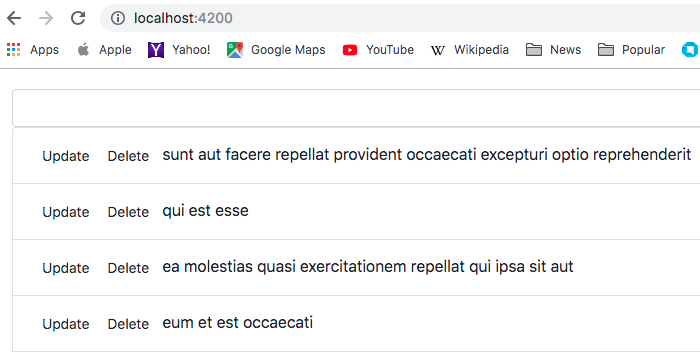 localhost:4200
Apps Apple Yahoo! Google Maps YouTube W Wikipedia News Popular
Update Delete sunt aut facere repellat provident occaecati excepturi optio reprehenderit
Update Delete qui est esse
Update Delete ea molestias quasi exercitationem repellat qui ipsa sit aut
Update Delete eum et est occaecati